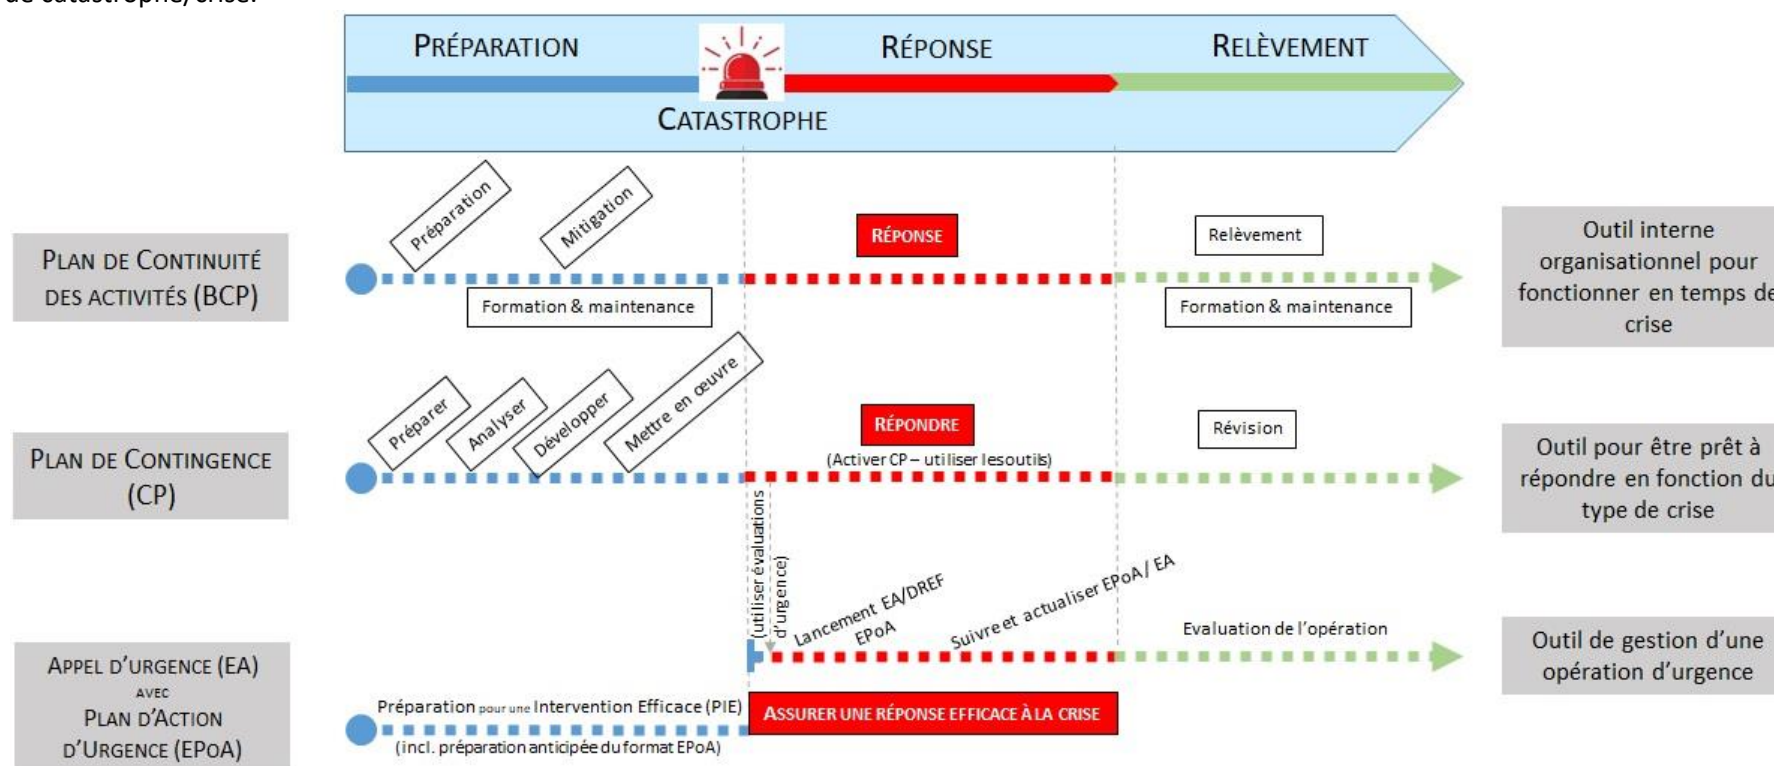 de catastrophe/crise.
PRÉPARATION
RÉPONSE
RELÈVEMENT
CATASTROPHE
PLAN DE CONTINUITÉ
DES ACTIVITÉS (BCP)
Préparation
Mitigation
Formation & maintenance
RÉPONSE
Relèvement
Formation & maintenance
Outil interne
organisationnel pour
fonctionner en temps de
crise
PLAN DE CONTINGENCE
(CP)
Préparer
Analyser
Développer
Mettre en œuvre
RÉPONDRE
(Activer CP – utiliser lesoutils)
Révision
Outil pour être prêt à
répondre en fonction du
type de crise
(utiliser évaluations
d'urgence)
Lancement EA/DREF
EPoA
Suivre et actualiser EPoA/ EA
Evaluation de l'opération
APPEL D'URGENCE (EA)
AVEC
PLAN D'ACTION
D'URGENCE (EPOA)
Préparation pour une Intervention Efficace (PIE)
(incl. préparation anticipée du format EPoA)
ASSURER UNE RÉPONSE EFFICACE À LA CRISE
Outil de gestion d'une
opération d'urgence